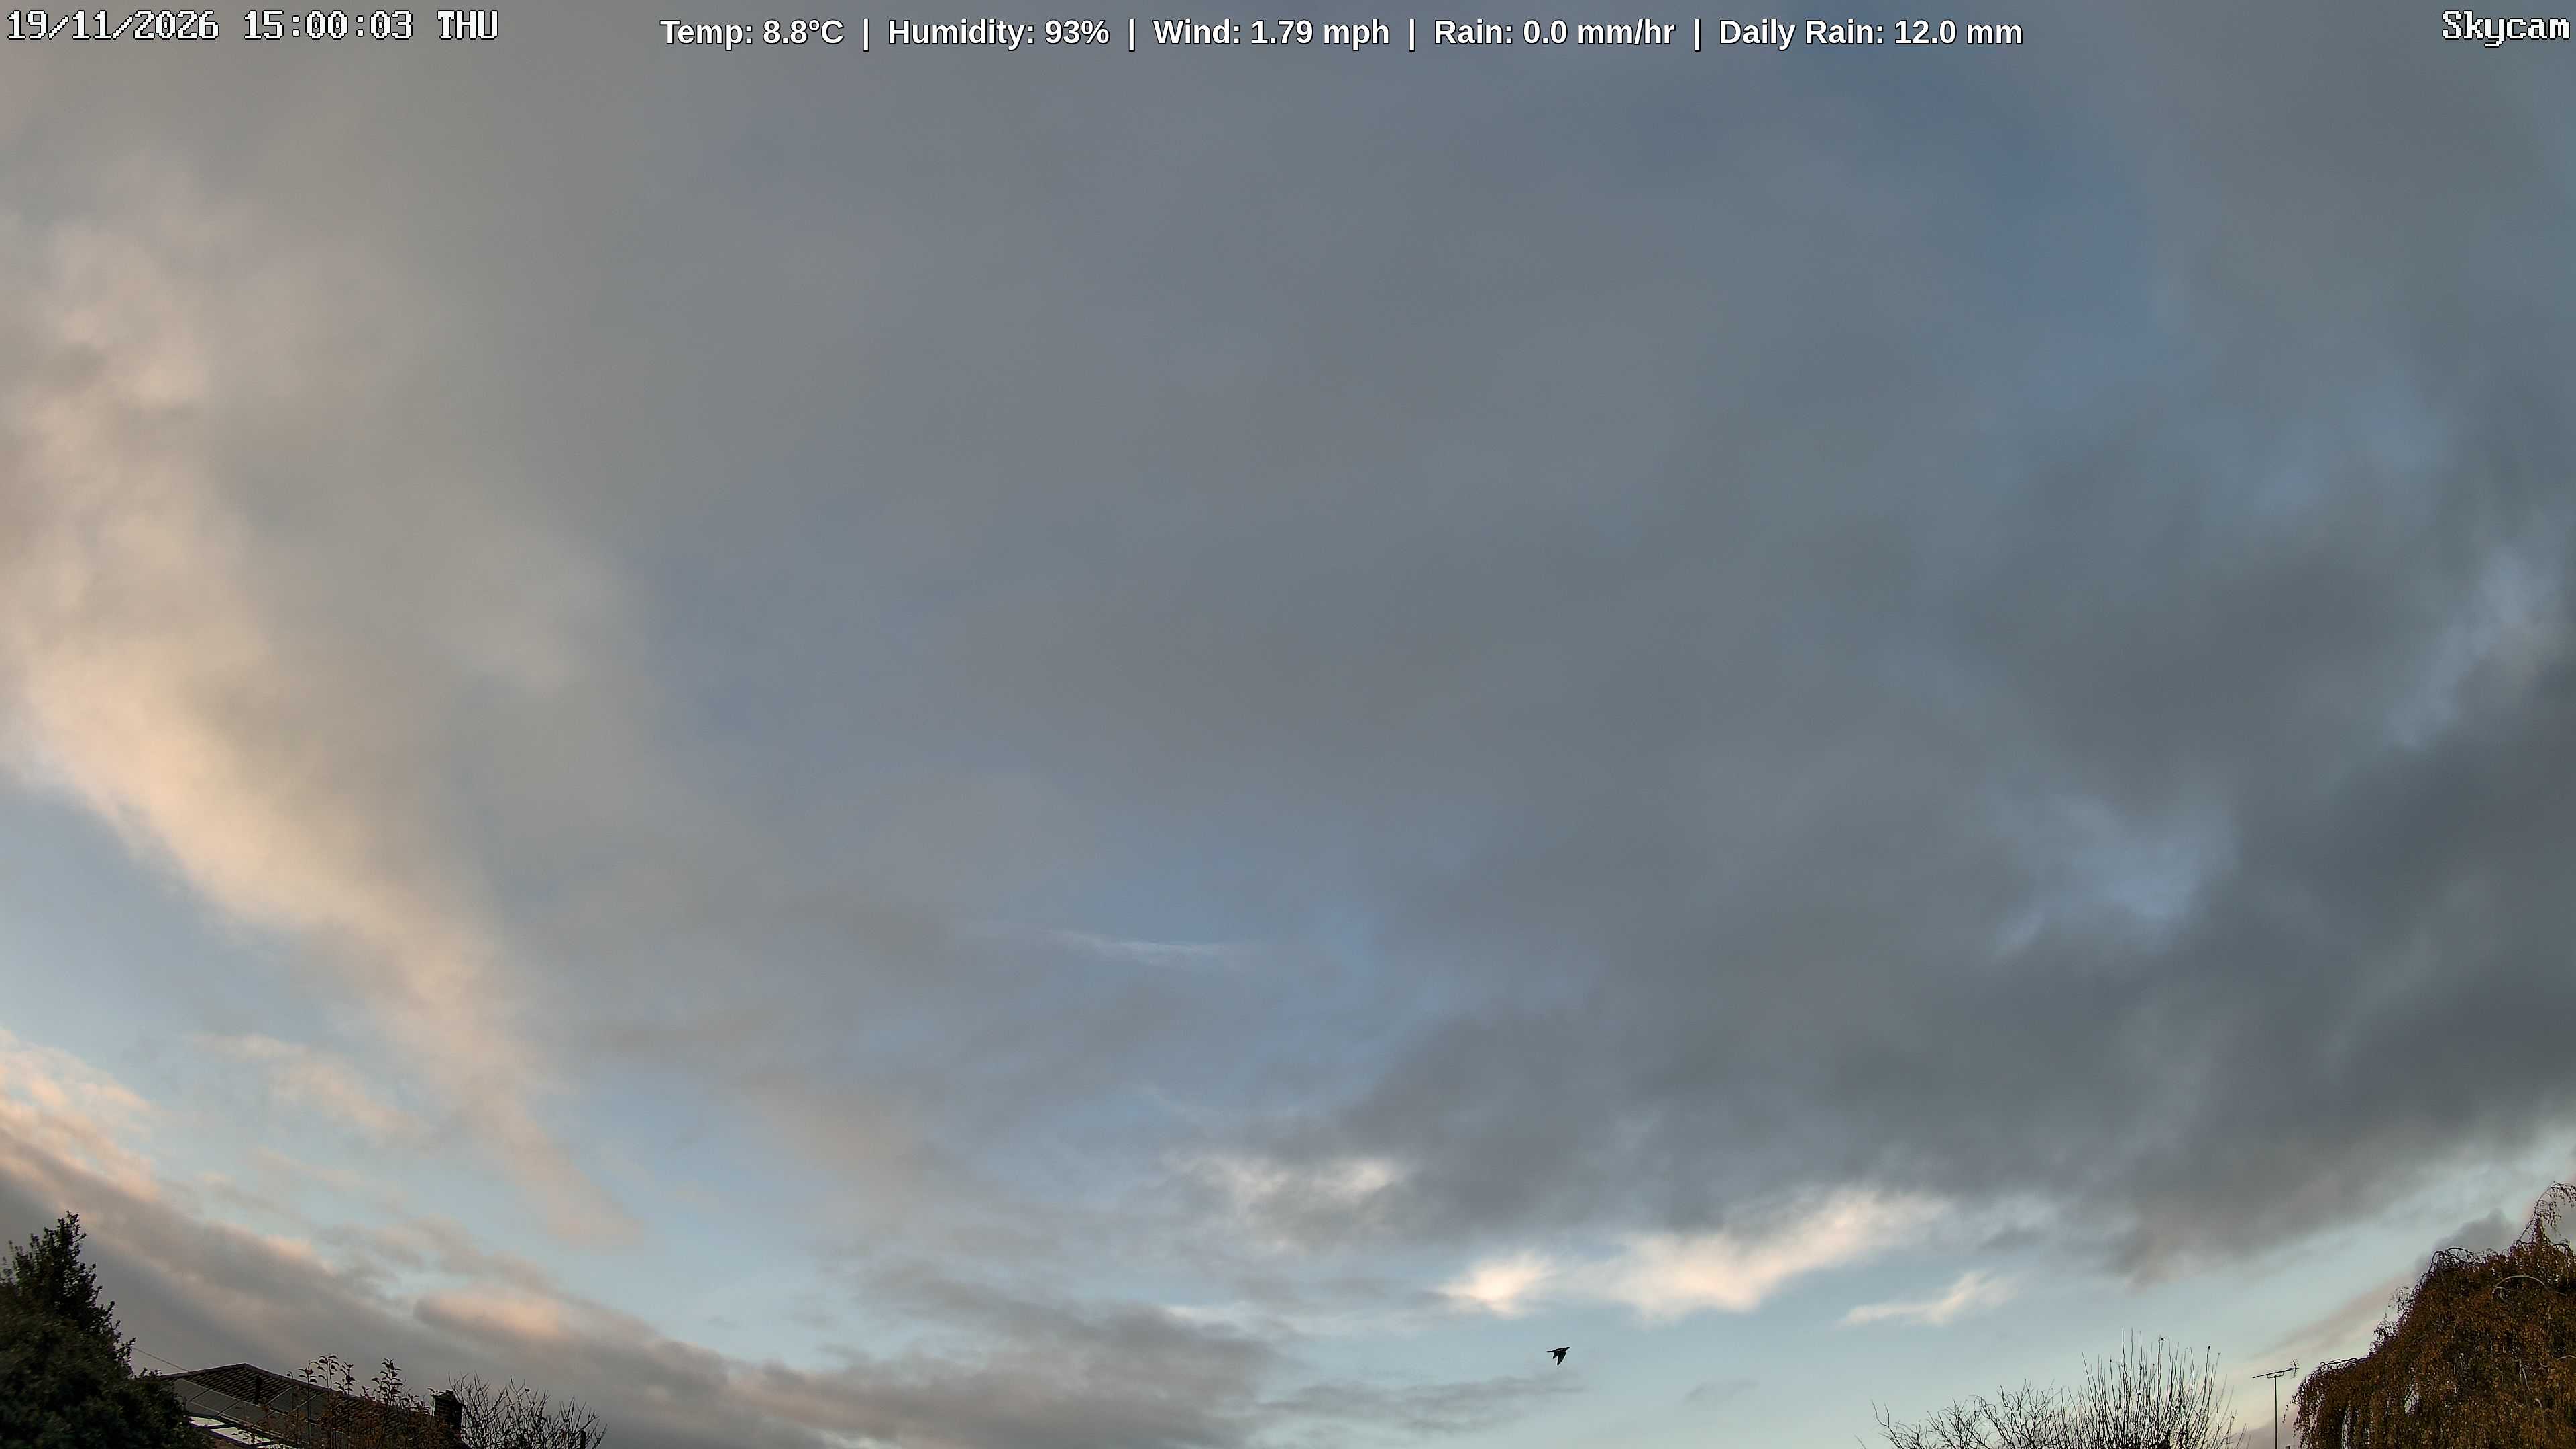 19/11/2026 15:00:03 THU
Temp: 8.8°C | Humidity: 93% | Wind: 1.79 mph | Rain: 0.0 mm/hr | Daily Rain: 12.0 mm
Skycam